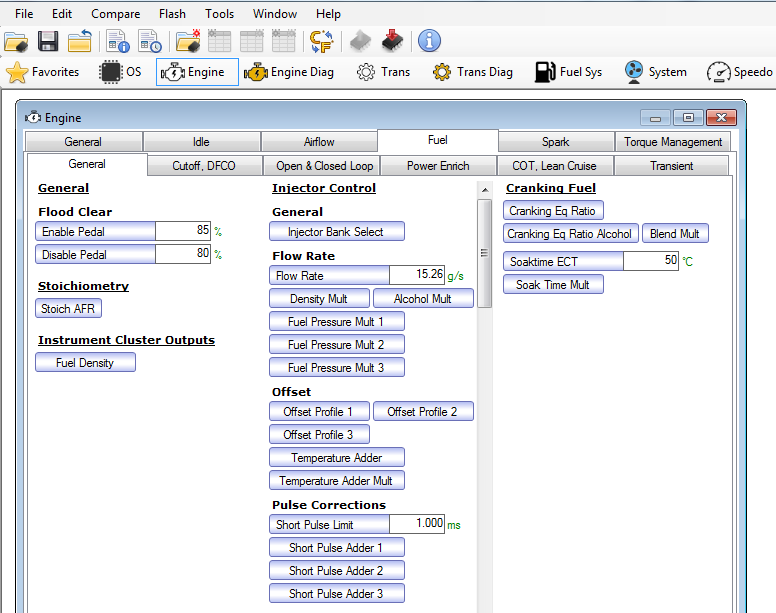 File Edit Compare Flash Tools Window Help
Favorites OS Engine Engine Diag Trans Trans Diag Fuel Sys System Speedo
Engine
General Idle Airflow Fuel Spark Torque Management
General Cutoff, DFCO Open & Closed Loop Power Enrich COT, Lean Cruise Transient
General
Flood Clear
Enable Pedal 85 %
Disable Pedal 80 %
Stoichiometry
Stoich AFR
Instrument Cluster Outputs
Fuel Density
Injector Control
General
Injector Bank Select
Flow Rate
Flow Rate 15.26 g/s
Density Mult Alcohol Mult
Fuel Pressure Mult 1
Fuel Pressure Mult 2
Fuel Pressure Mult 3
Offset
Offset Profile 1 Offset Profile 2
Offset Profile 3
Temperature Adder
Temperature Adder Mult
Pulse Corrections
Short Pulse Limit 1.000 ms
Short Pulse Adder 1
Short Pulse Adder 2
Short Pulse Adder 3
Cranking Fuel
Cranking Eq Ratio
Cranking Eq Ratio Alcohol Blend Mult
Soaktime ECT 50 °C
Soak Time Mult